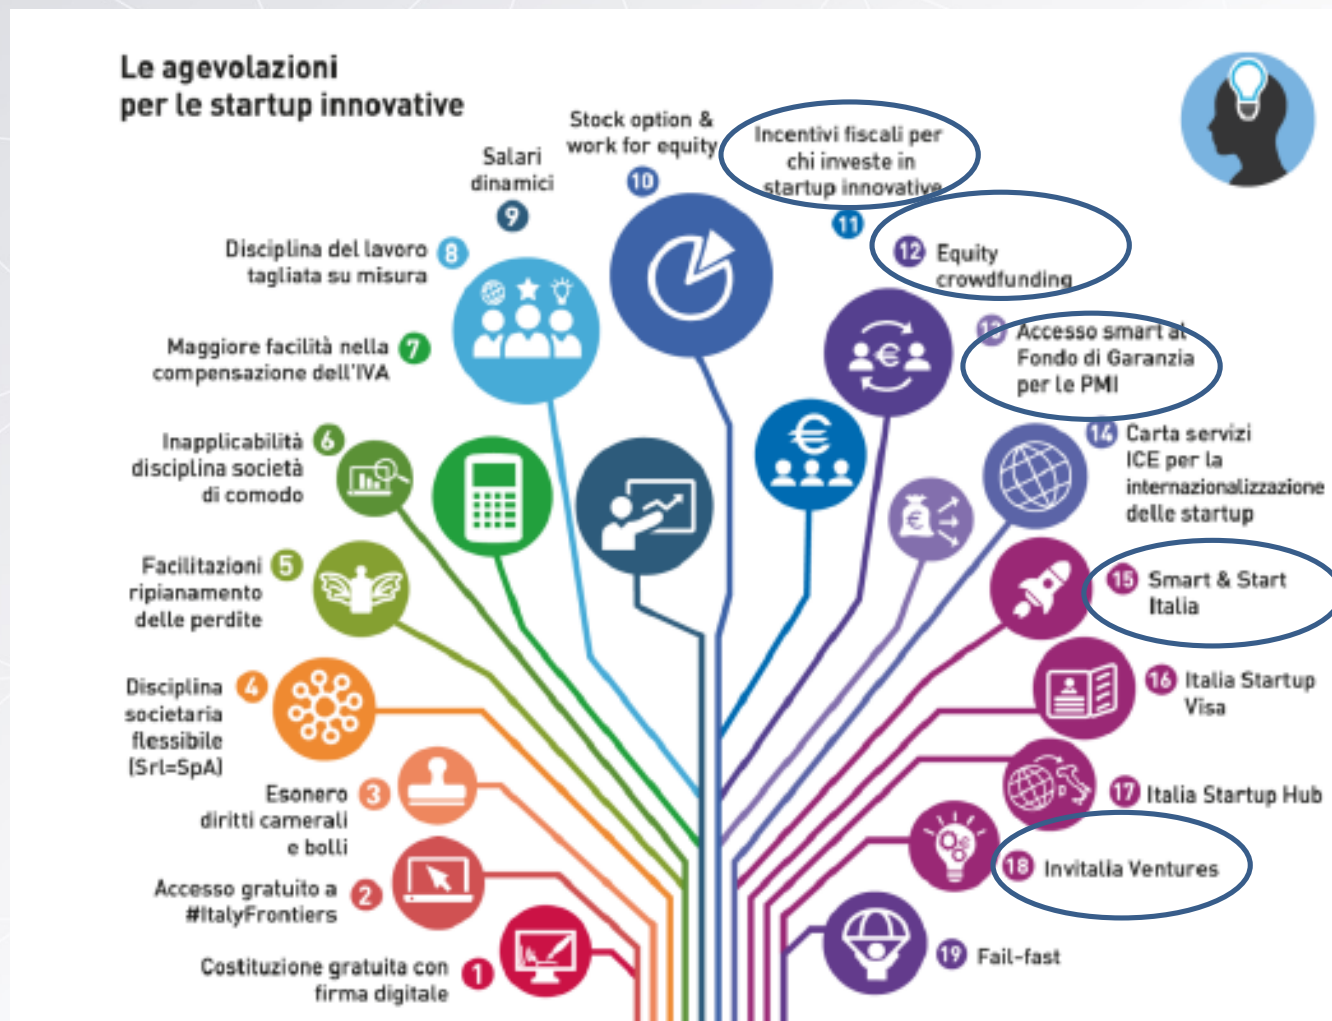 Le agevolazioni
per le startup innovative
Stock option &
work for equity
10
Incentivi fiscali per
chi investe in
startup innovative
11
Salari
dinamici
9
12 Equity
crowdfunding
Disciplina del lavoro 8
tagliata su misura
13 Accesso smart al
Fondo di Garanzia
per le PMI
Maggiore facilità nella 7
compensazione dell'IVA
14 Carta servizi
ICE per la
internazionalizzazione
delle startup
Inapplicabilità 6
disciplina società
di comodo
Facilitazioni 5
ripianamento
delle perdite
15 Smart & Start
Italia
Disciplina 4
societaria
flessibile
(Srl=SpA)
16 Italia Startup
Visa
Esonero 3
diritti camerali
e bolli
17 Italia Startup Hub
Accesso gratuito a 2
#ItalyFrontiers
18 Invitalia Ventures
Costituzione gratuita con 1
firma digitale
19 Fail-fast
€
€
€